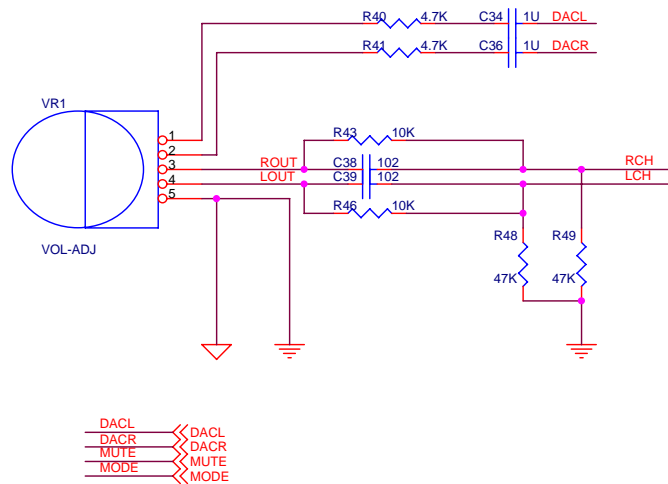 R40 4.7K C34 1U DACL
R41 4.7K C36 1U DACR
VR1
1
2
3
4
5
VOL-ADJ
R43 10K
ROUT C38 102 RCH
LOUT C39 102 LCH
R46 10K
R48 R49
47K 47K
DACL DACL
DACR DACR
MUTE MUTE
MODE MODE